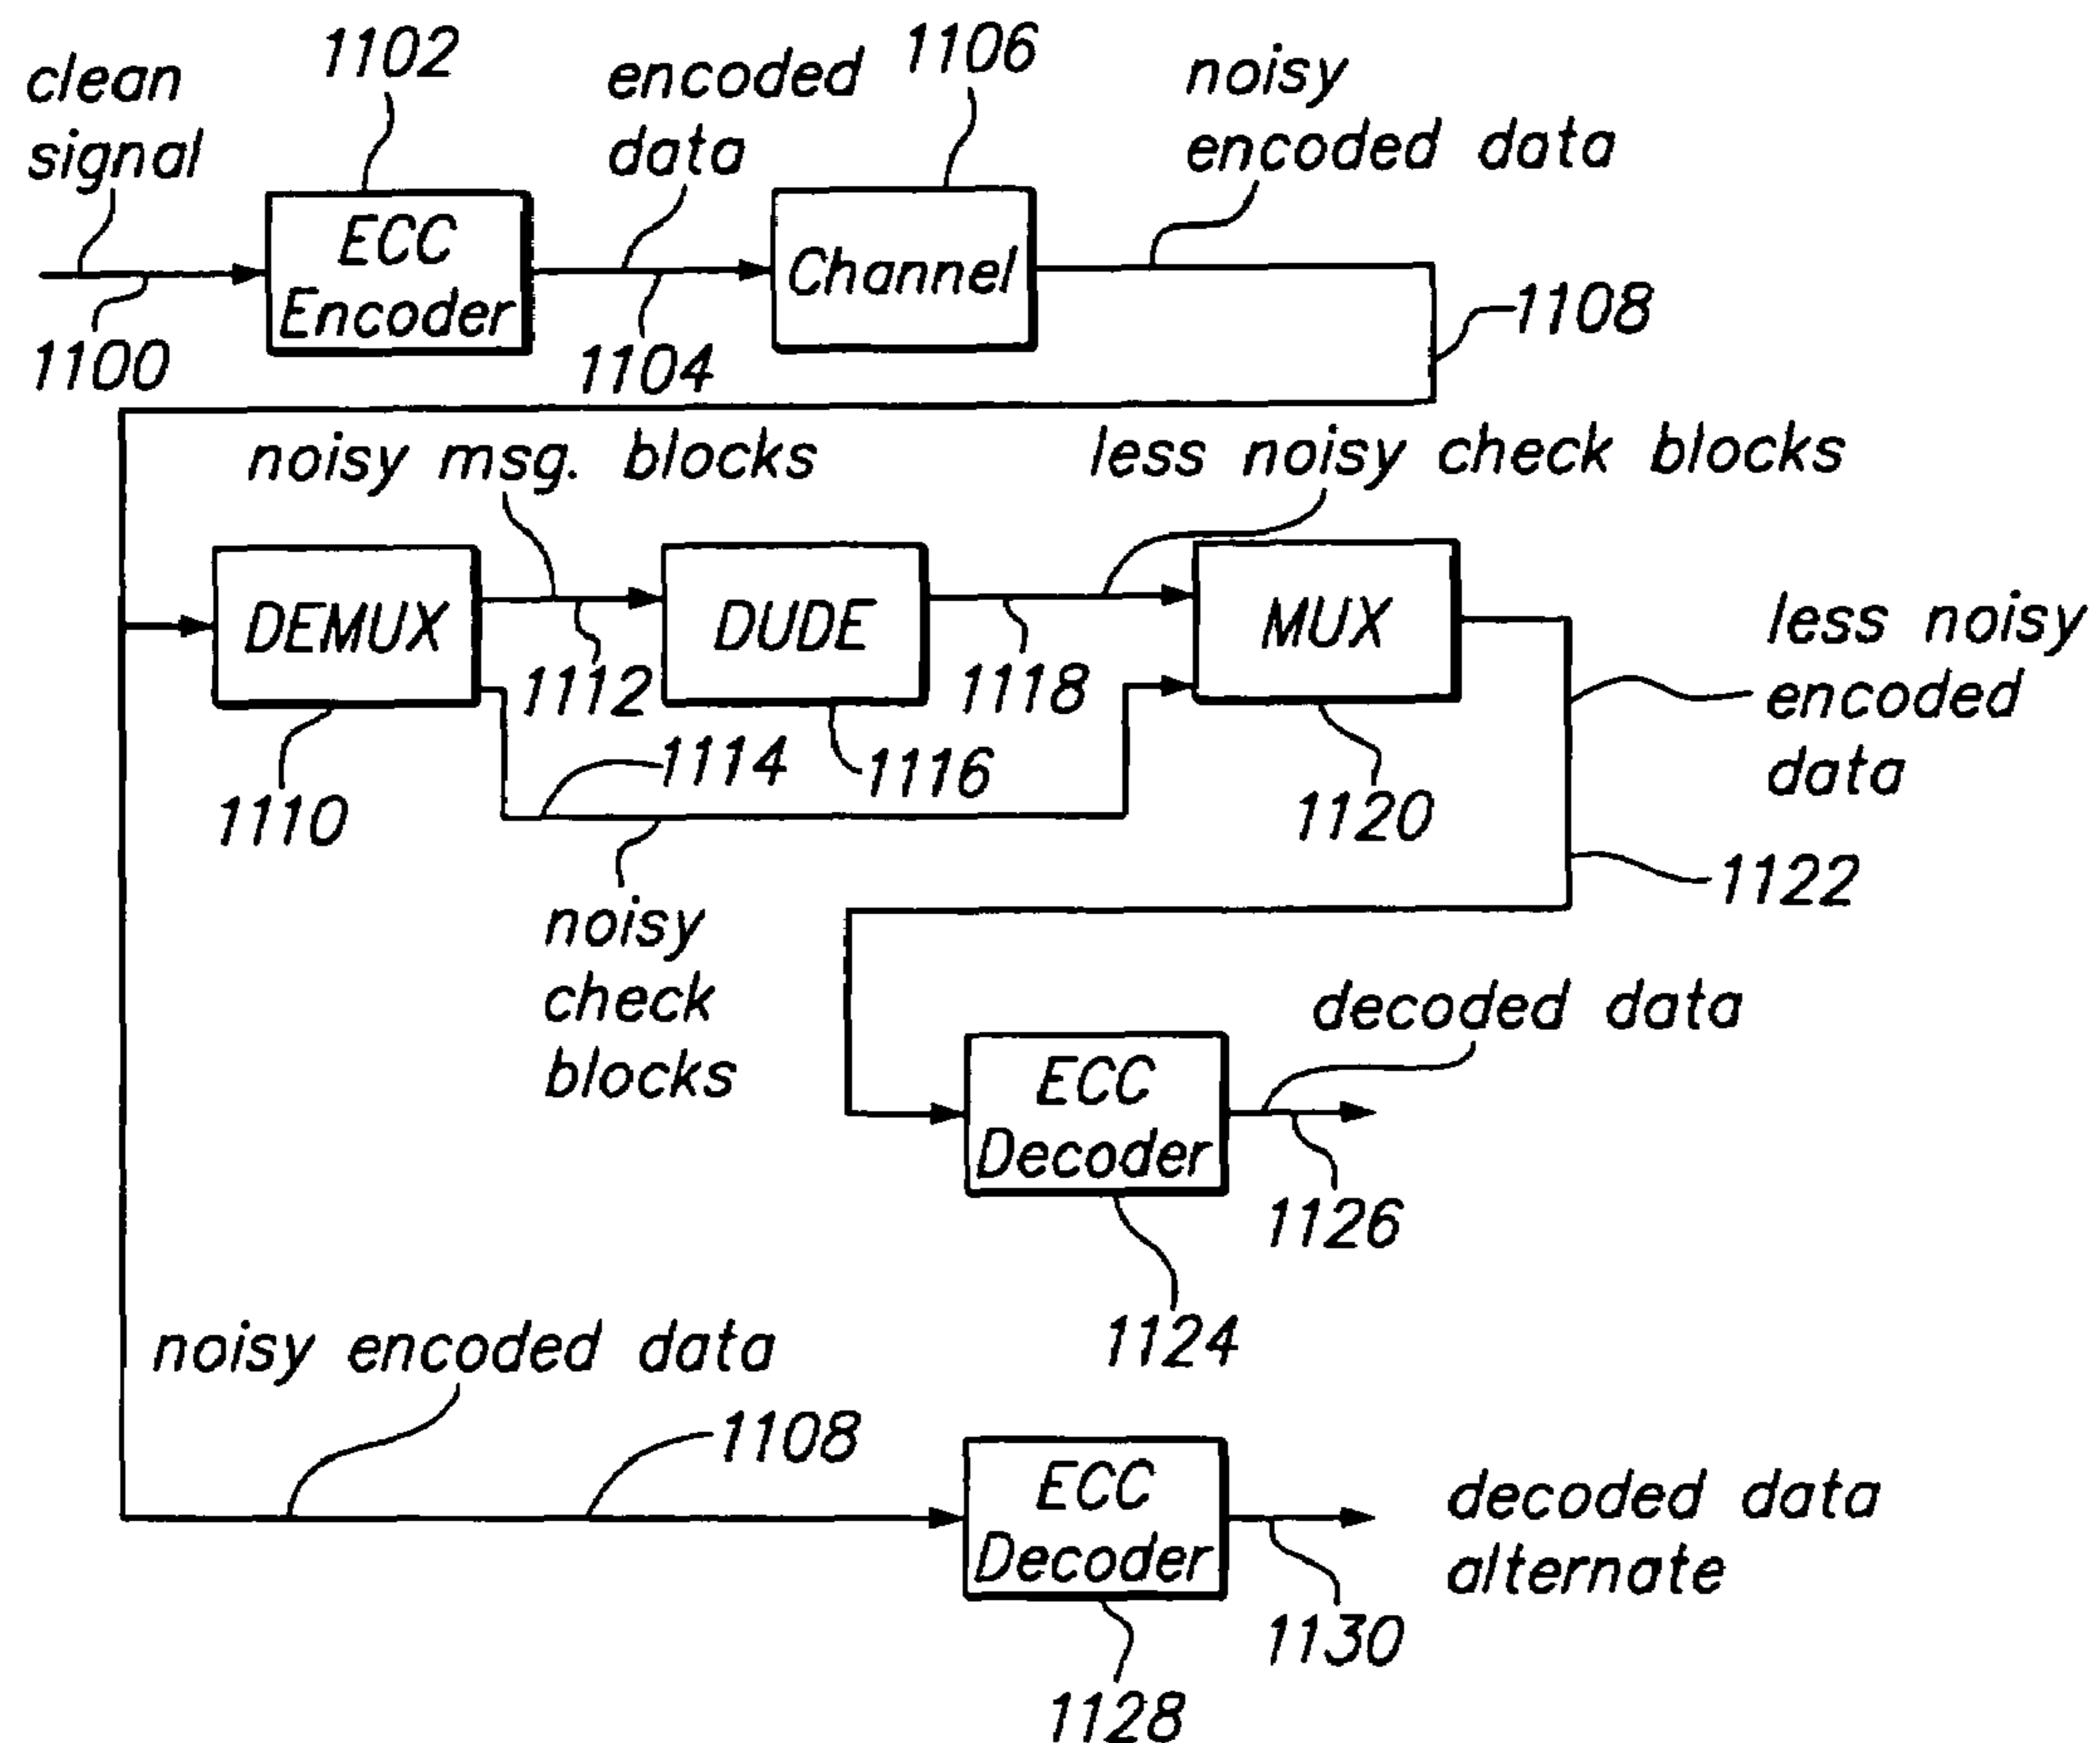 clean
signal
1102
encoded
data
1106
noisy
encoded data
ECC
Encoder
Channel
1100
1104
1108
noisy msg. blocks
less noisy check blocks
DEMUX
DUDE
MUX
1112
1118
less noisy
encoded
data
1110
1114
1116
1120
1122
noisy
check
blocks
decoded data
ECC
Decoder
1126
1124
noisy encoded data
1108
ECC
Decoder
decoded data
alternate
1130
1128